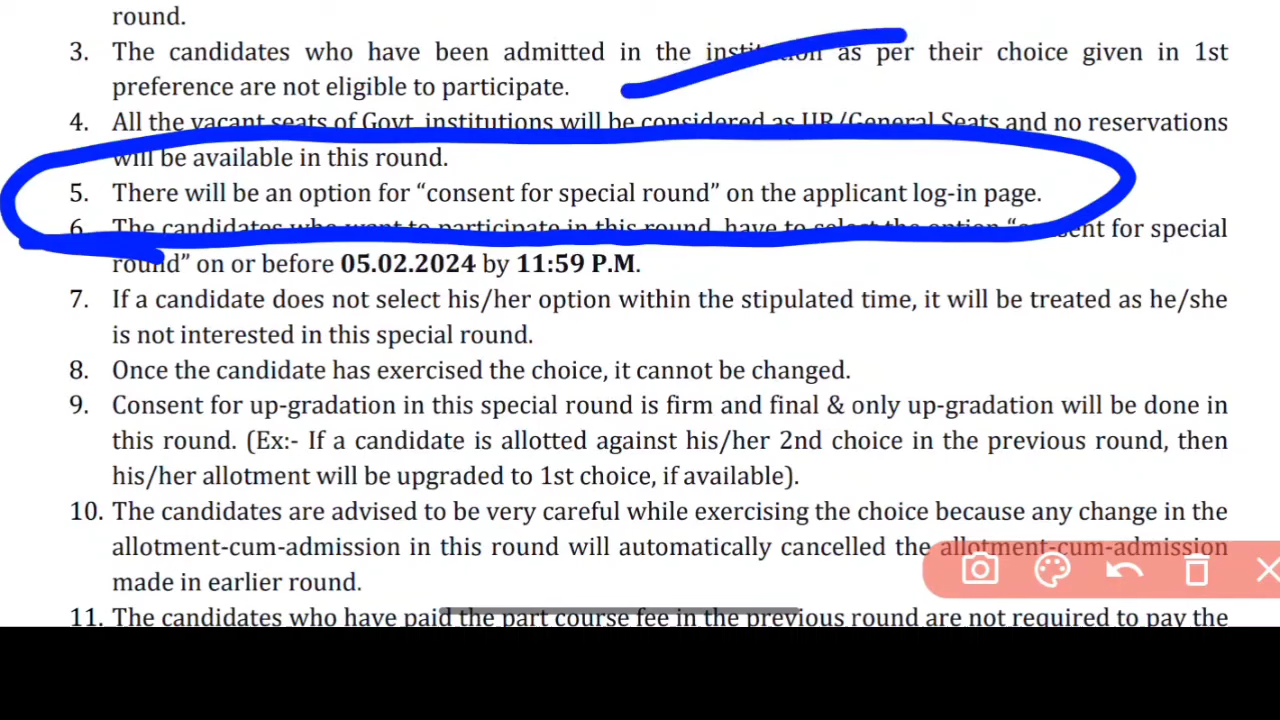 round.
3. The candidates who have been admitted in the institution as per their choice given in 1st
preference are not eligible to participate.
4. All the vacant seats of Govt. institutions will be considered as UR/General Seats and no reservations
will be available in this round.
5. There will be an option for “consent for special round” on the applicant log-in page.
6. The candidates who want to participate in this round, have to select the option “consent for special
round” on or before 05.02.2024 by 11:59 P.M.
7. If a candidate does not select his/her option within the stipulated time, it will be treated as he/she
is not interested in this special round.
8. Once the candidate has exercised the choice, it cannot be changed.
9. Consent for up-gradation in this special round is firm and final & only up-gradation will be done in
this round. (Ex:- If a candidate is allotted against his/her 2nd choice in the previous round, then
his/her allotment will be upgraded to 1st choice, if available).
10. The candidates are advised to be very careful while exercising the choice because any change in the
allotment-cum-admission in this round will automatically cancelled the allotment-cum-admission
made in earlier round.
11. The candidates who have paid the part course fee in the previous round are not required to pay the